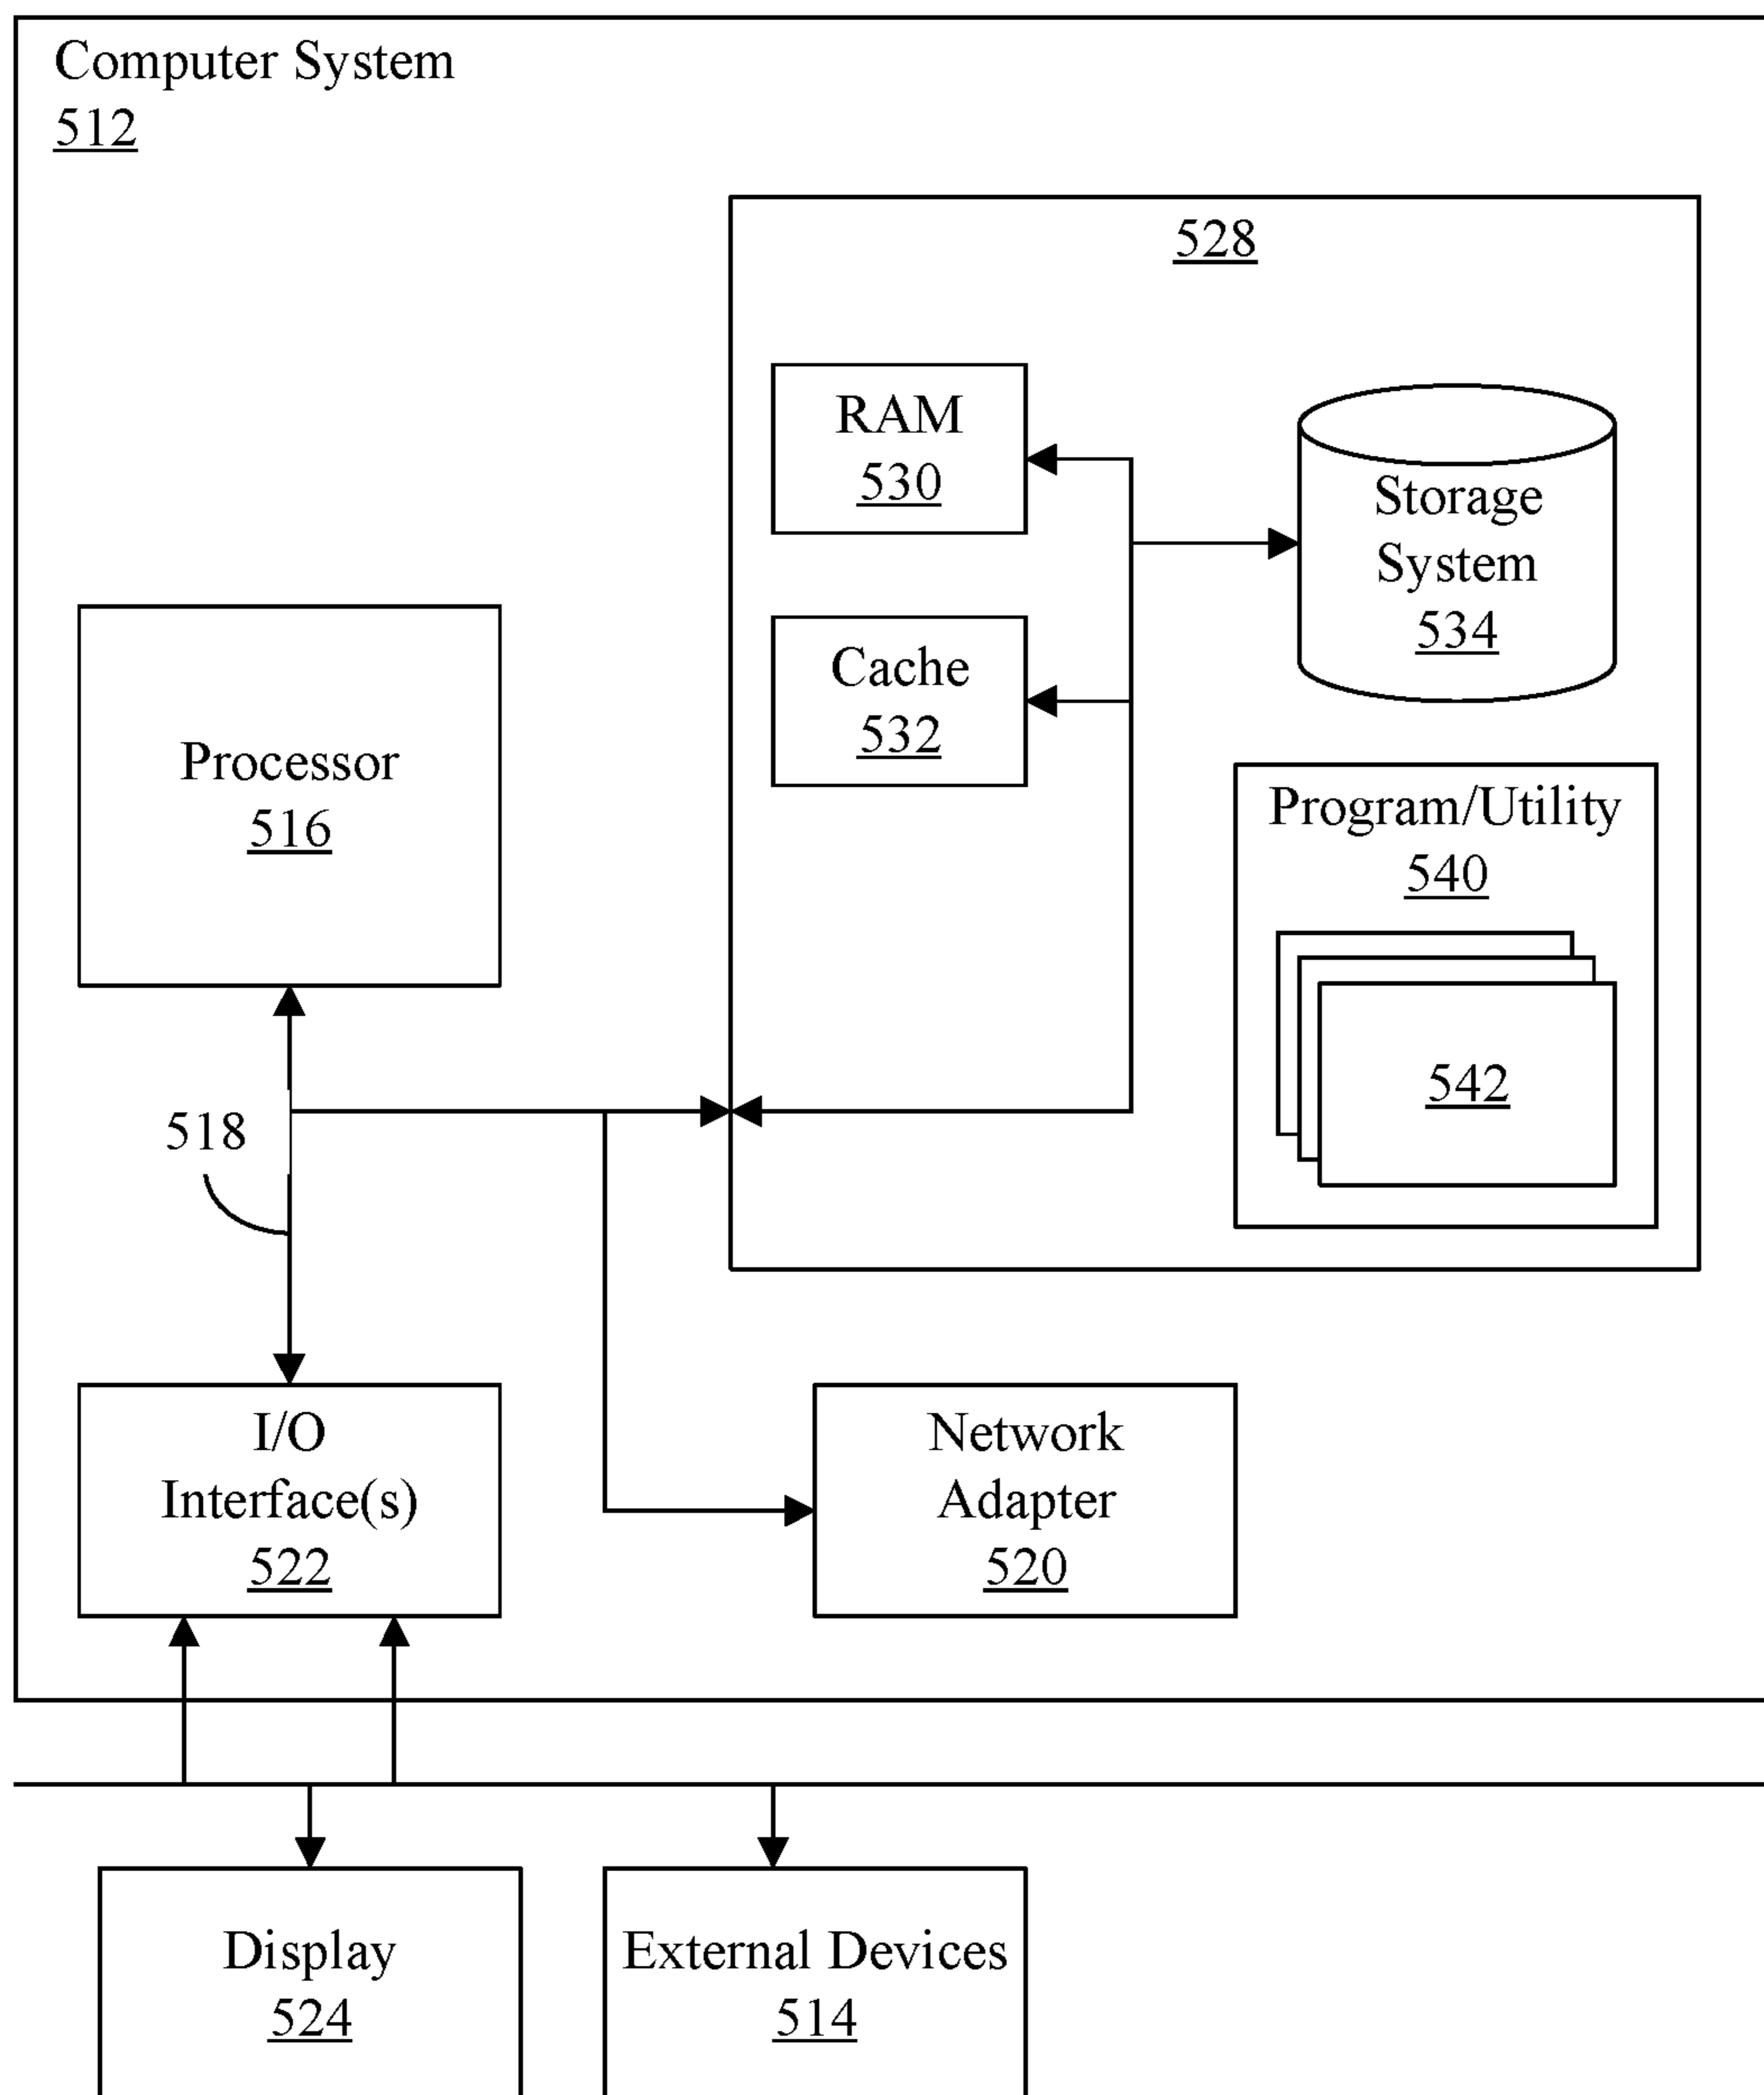 Computer System
512
528
RAM
530
Storage
System
534
Cache
532
Processor
516
Program/Utility
540
542
518
I/O
Interface(s)
522
Network
Adapter
520
Display
524
External Devices
514